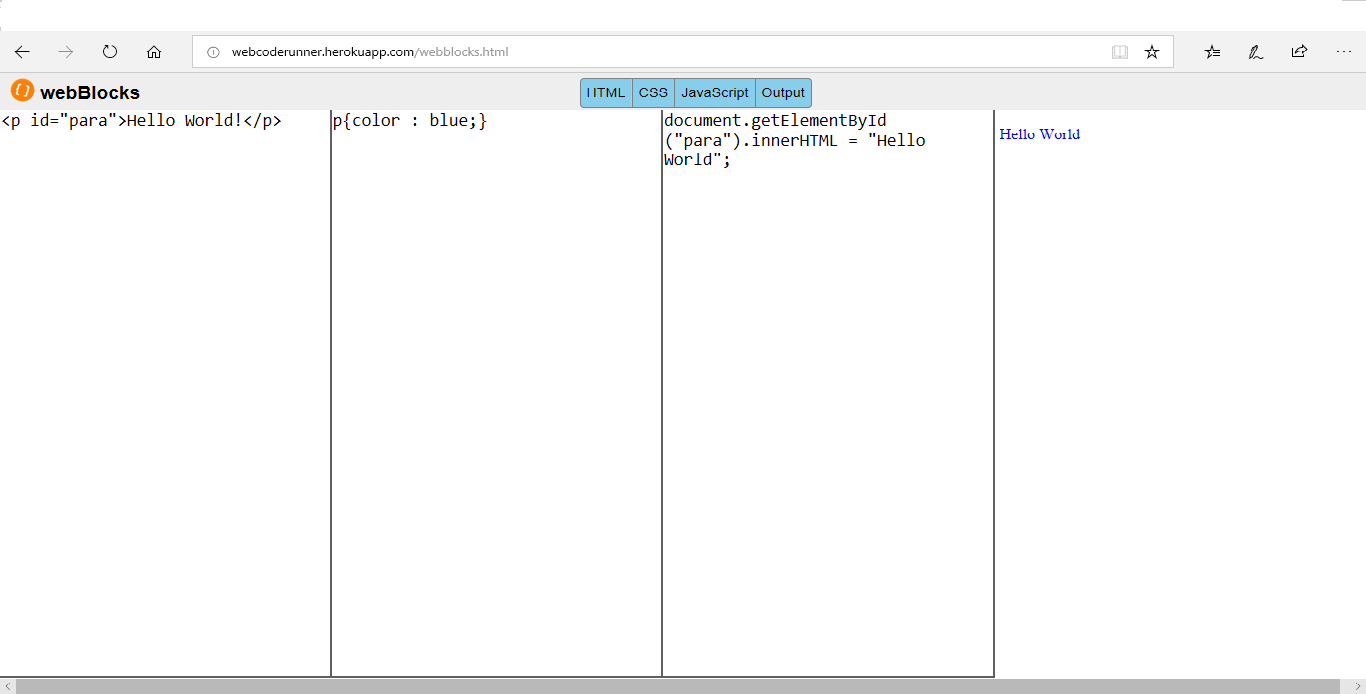 webcoderunner.herokuapp.com/webblocks.html
webBlocks
HTML CSS JavaScript Output
<p id="para">Hello World!</p>
p{color : blue;}
document.getElementById
("para").innerHTML = "Hello
World";
Hello World